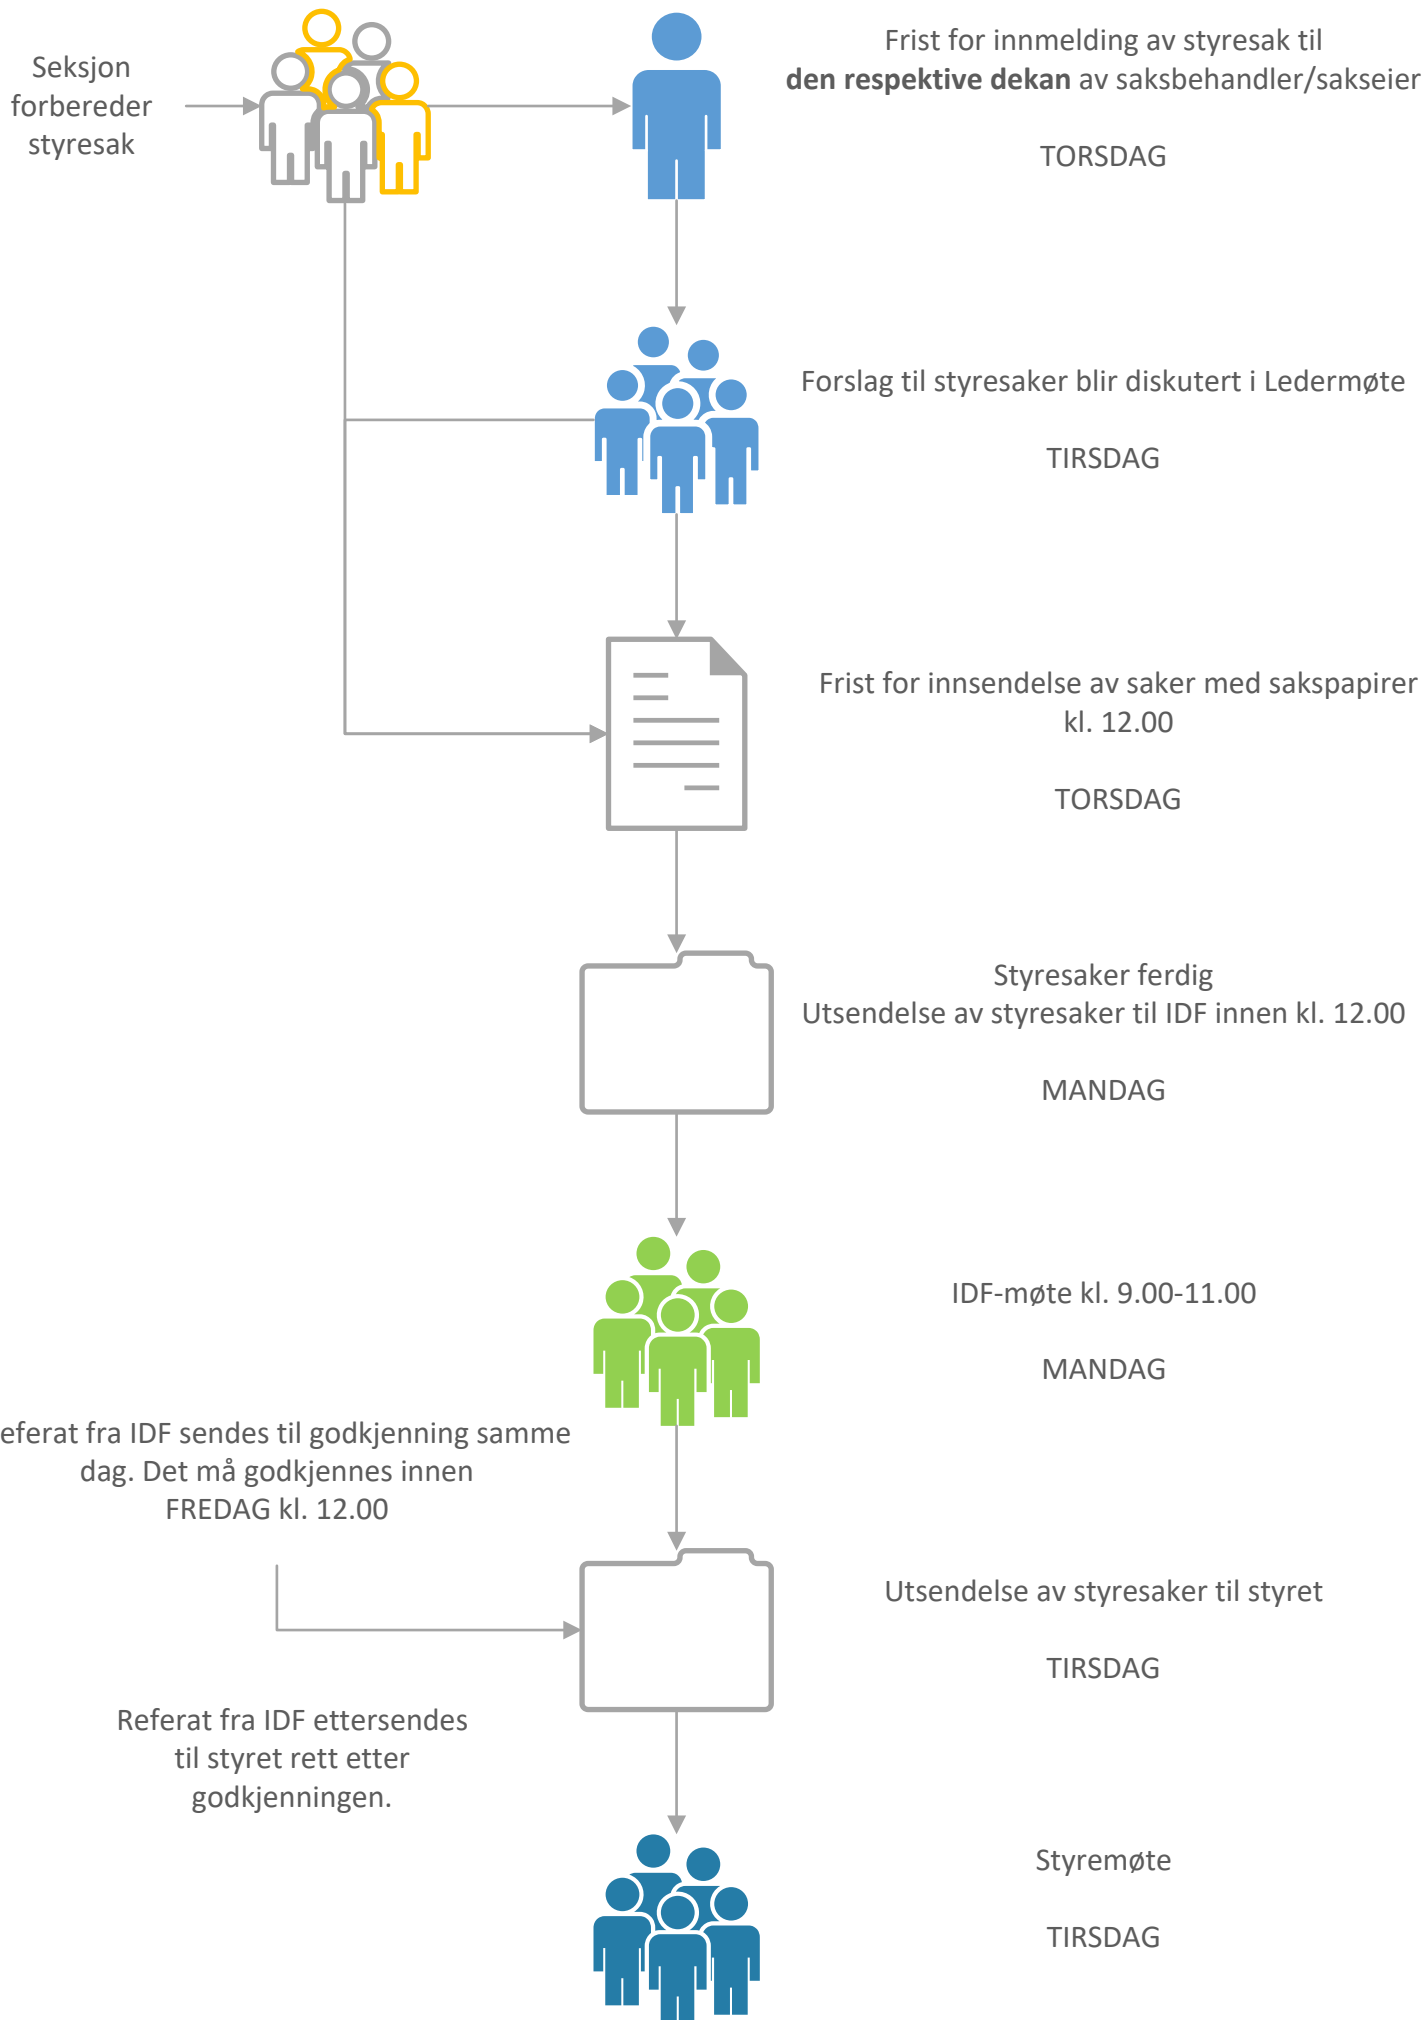 Seksjon
forbereder
styresak
Frist for innmelding av styresak til
den respektive dekan av saksbehandler/sakseier
TORSDAG
Forslag til styresaker blir diskutert i Ledermøte
TIRSDAG
Frist for innsendelse av saker med sakspapirer
kl. 12.00
TORSDAG
Styresaker ferdig
Utsendelse av styresaker til IDF innen kl. 12.00
MANDAG
IDF-møte kl. 9.00-11.00
MANDAG
eferat fra IDF sendes til godkjenning samme
dag. Det må godkjennes innen
FREDAG kl. 12.00
Utsendelse av styresaker til styret
TIRSDAG
Referat fra IDF ettersendes
til styret rett etter
godkjenningen.
Styremøte
TIRSDAG